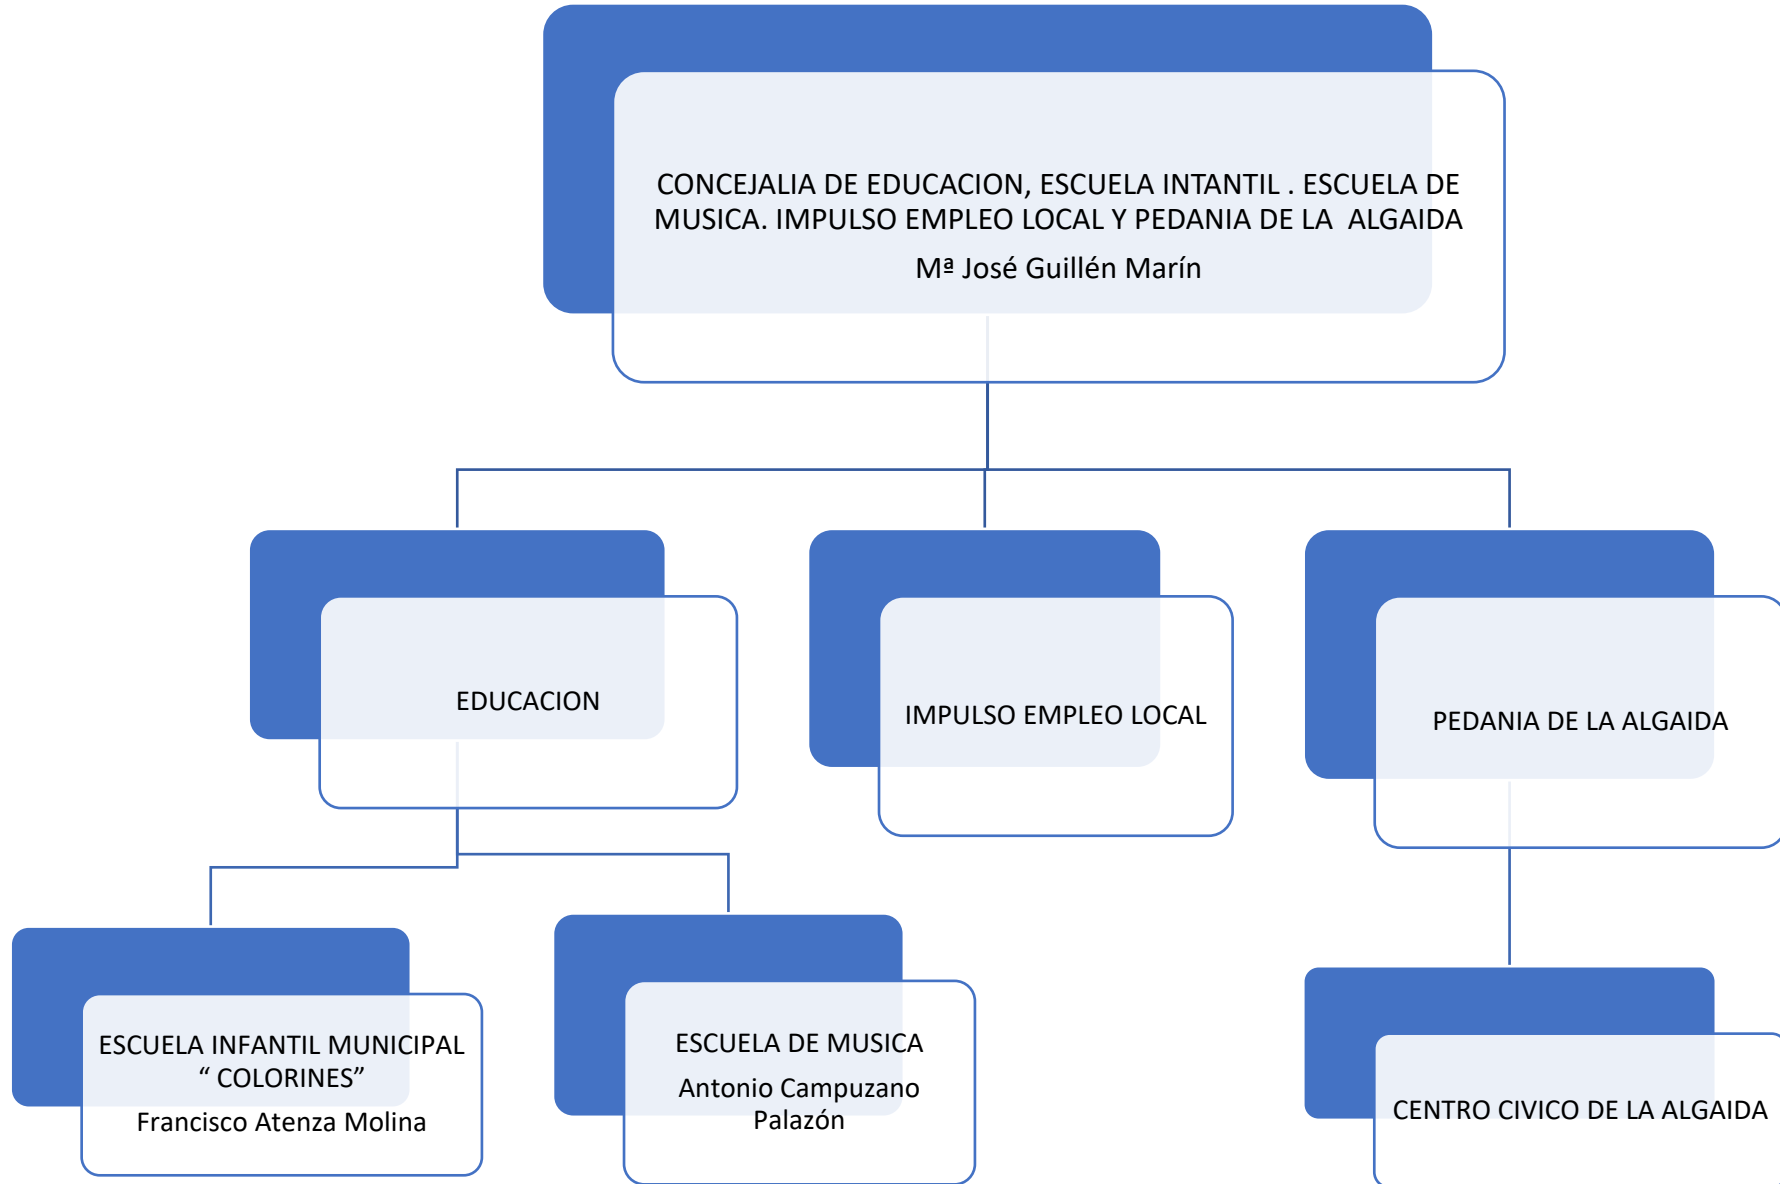 CONCEJALIA DE EDUCACION, ESCUELA INTANTIL . ESCUELA DE
MUSICA. IMPULSO EMPLEO LOCAL Y PEDANIA DE LA ALGAIDA
Mª José Guillén Marín
EDUCACION
IMPULSO EMPLEO LOCAL
PEDANIA DE LA ALGAIDA
ESCUELA INFANTIL MUNICIPAL
“ COLORINES”
Francisco Atenza Molina
ESCUELA DE MUSICA
Antonio Campuzano
Palazón
CENTRO CIVICO DE LA ALGAIDA